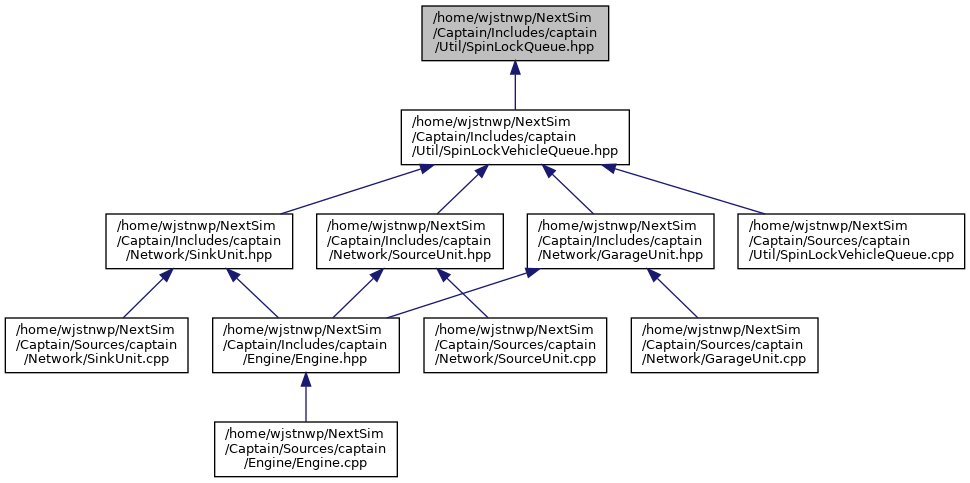 /home/wjstnwp/NextSim
/Captain/Includes/captain
/Util/SpinLockQueue.hpp
/home/wjstnwp/NextSim
/Captain/Includes/captain
/Util/SpinLockVehicleQueue.hpp
/home/wjstnwp/NextSim
/Captain/Includes/captain
/Network/SinkUnit.hpp
/home/wjstnwp/NextSim
/Captain/Includes/captain
/Network/SourceUnit.hpp
/home/wjstnwp/NextSim
/Captain/Includes/captain
/Network/GarageUnit.hpp
/home/wjstnwp/NextSim
/Captain/Sources/captain
/Util/SpinLockVehicleQueue.cpp
/home/wjstnwp/NextSim
/Captain/Sources/captain
/Network/SinkUnit.cpp
/home/wjstnwp/NextSim
/Captain/Includes/captain
/Engine/Engine.hpp
/home/wjstnwp/NextSim
/Captain/Sources/captain
/Network/SourceUnit.cpp
/home/wjstnwp/NextSim
/Captain/Sources/captain
/Network/GarageUnit.cpp
/home/wjstnwp/NextSim
/Captain/Sources/captain
/Engine/Engine.cpp